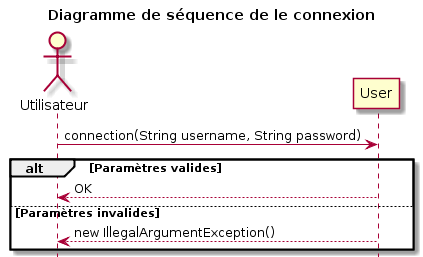 Diagramme de séquence de le connexion
Utilisateur
User
connection(String username, String password)
alt [Paramètres valides]
OK
[Paramètres invalides]
new IllegalArgumentException()